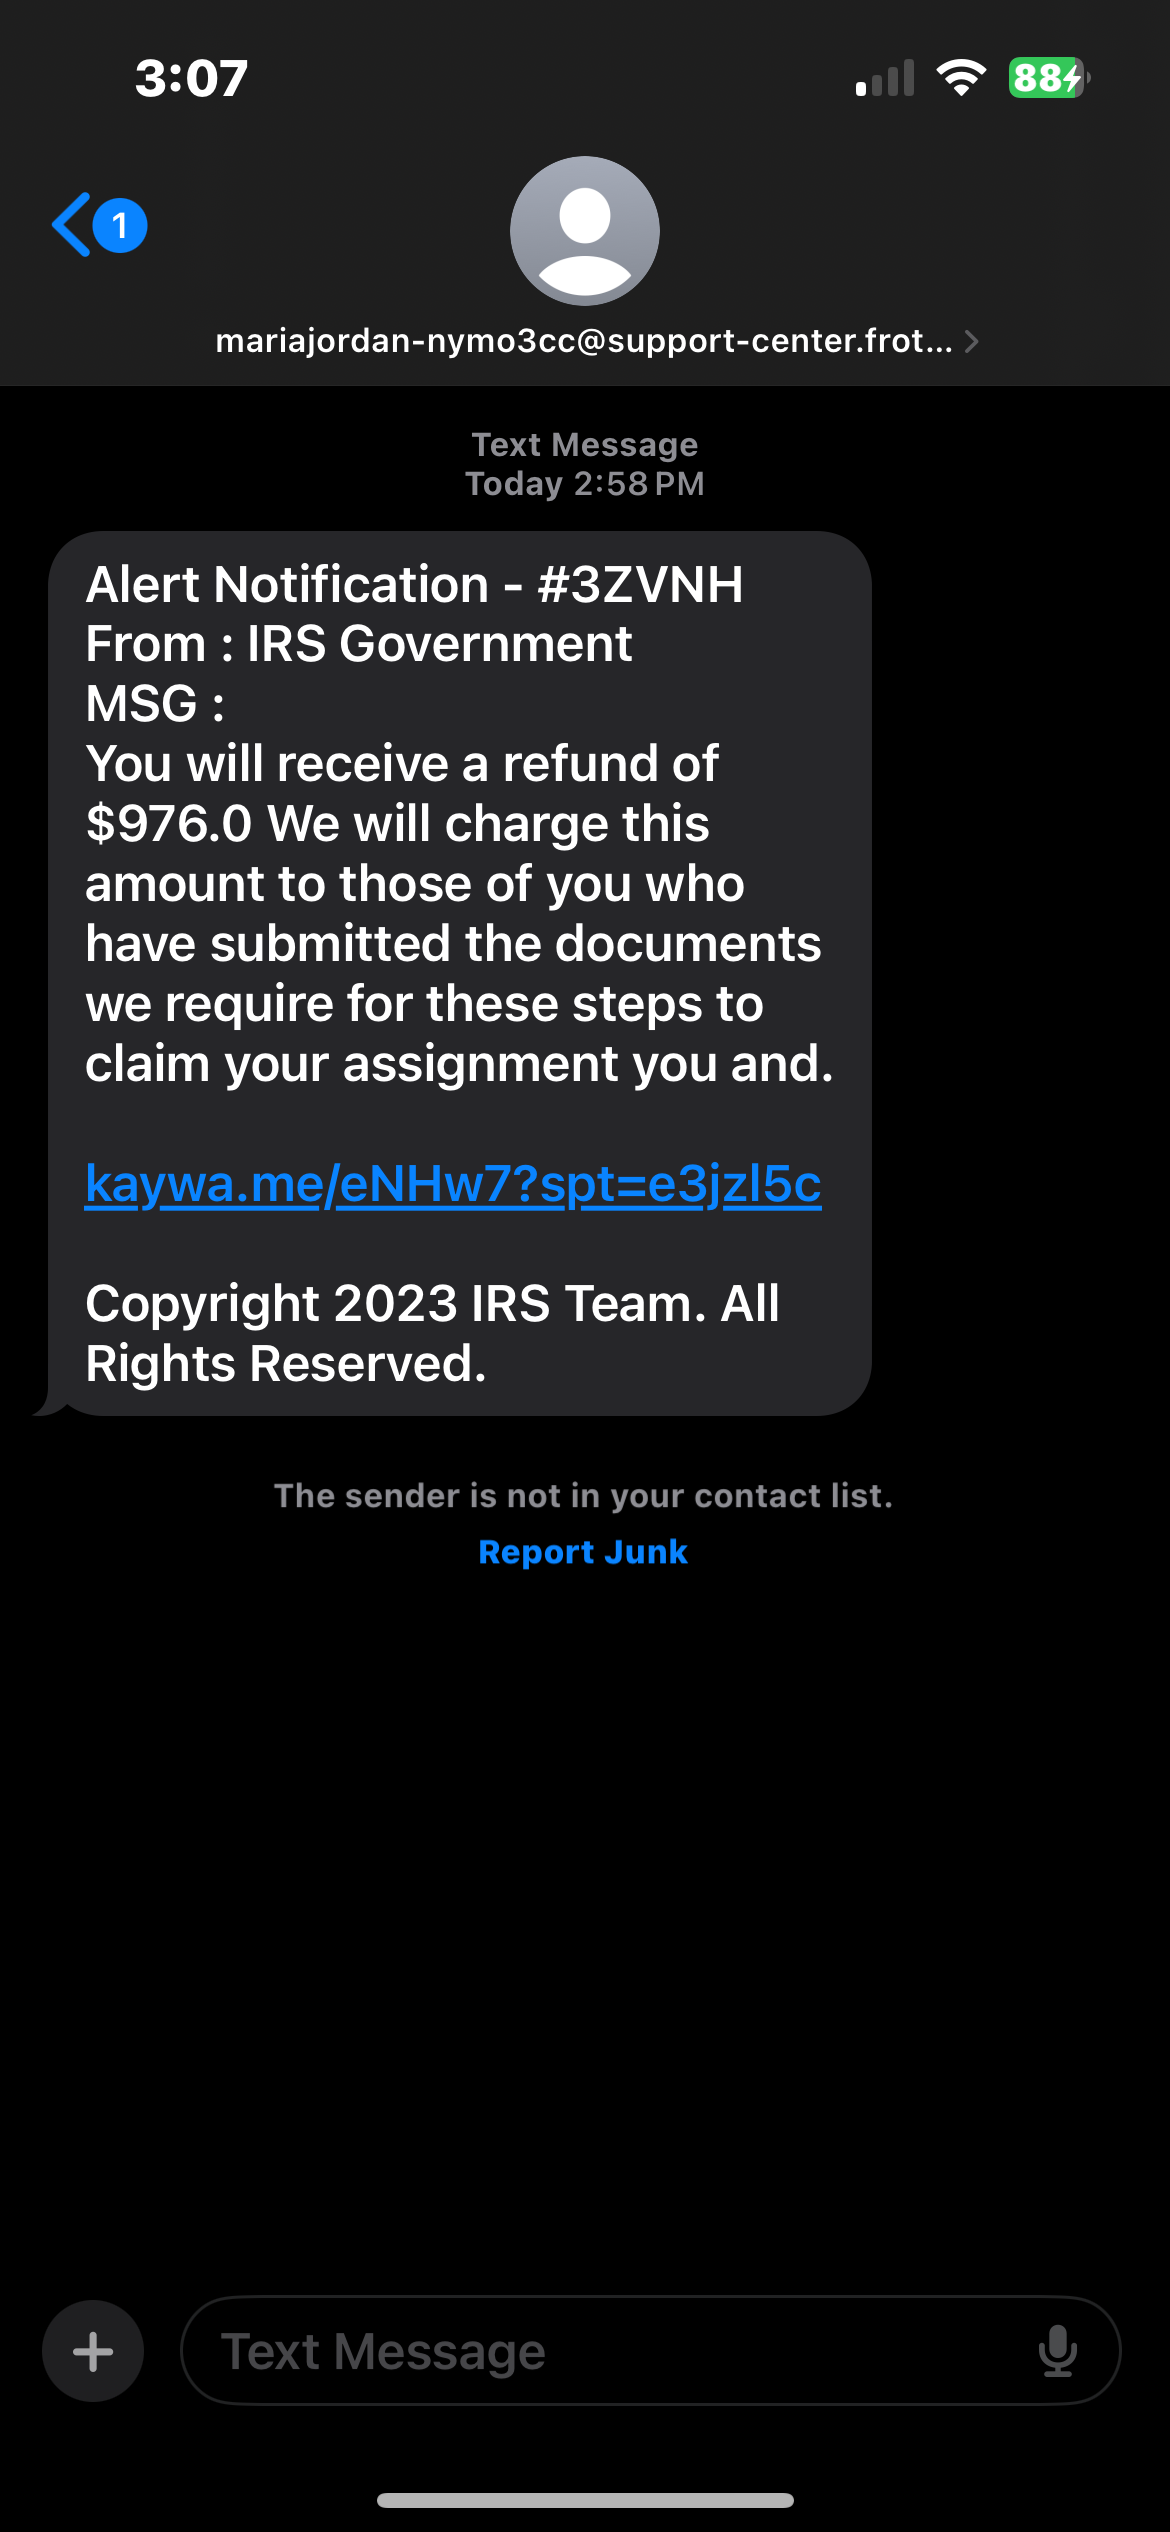 3:07
88
1
mariajordan-nymo3cc@support-center.frot...
Text Message
Today 2:58 PM
Alert Notification - #3ZVNH
From : IRS Government
MSG :
You will receive a refund of
$976.0 We will charge this
amount to those of you who
have submitted the documents
we require for these steps to
claim your assignment you and.
kaywa.me/eNHw7?spt=e3jzl5c
Copyright 2023 IRS Team. All
Rights Reserved.
The sender is not in your contact list.
Report Junk
Text Message